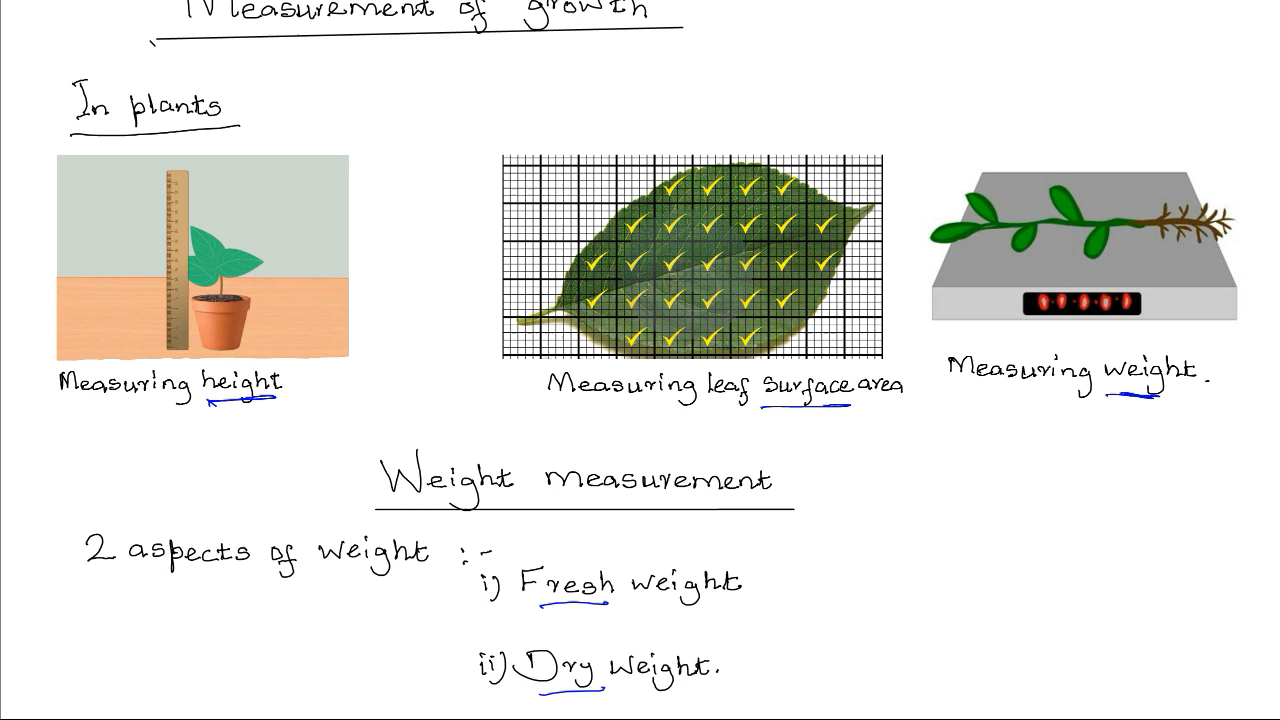 Measurement of growth
In plants
Measuring height
Measuring leaf surface area
Measuring weight.
Weight measurement
2 aspects of weight :-
i) Fresh weight
ii) Dry weight.